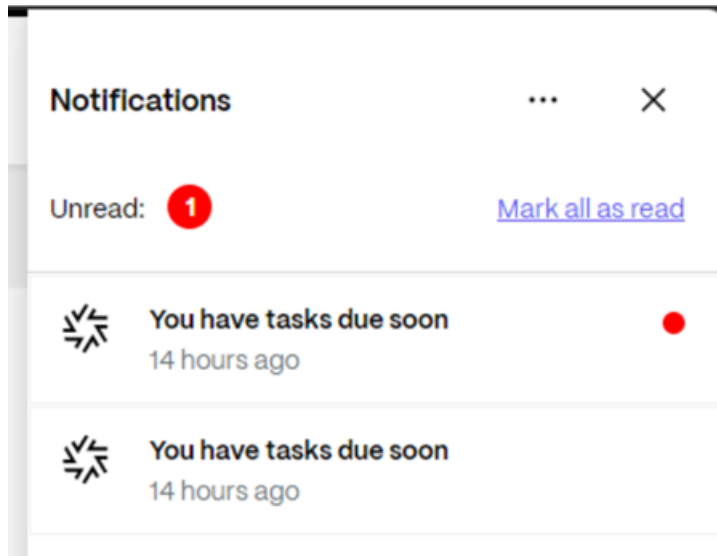 Notifications
Unread: 1 Mark all as read
You have tasks due soon
14 hours ago
You have tasks due soon
14 hours ago